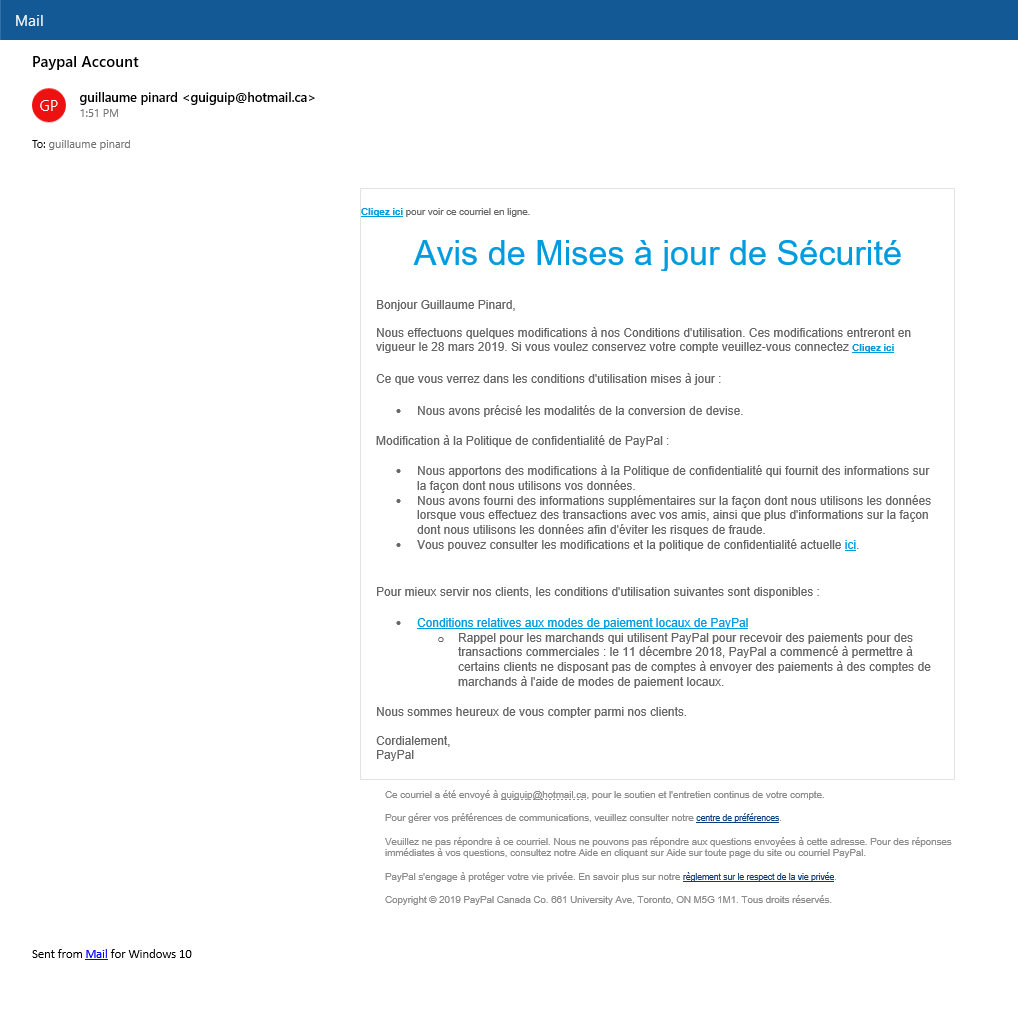 Mail
Paypal Account
GP
guillaume pinard <guiguip@hotmail.ca>
1:51 PM
To: guillaume pinard
Cliqez ici pour voir ce courriel en ligne.
Avis de Mises à jour de Sécurité
Bonjour Guillaume Pinard,
Nous effectuons quelques modifications à nos Conditions d'utilisation. Ces modifications entreront en
vigueur le 28 mars 2019. Si vous voulez conservez votre compte veuillez-vous connectez Cliqez ici
Ce que vous verrez dans les conditions d'utilisation mises à jour :
• Nous avons précisé les modalités de la conversion de devise.
Modification à la Politique de confidentialité de PayPal :
• Nous apportons des modifications à la Politique de confidentialité qui fournit des informations sur
la façon dont nous utilisons vos données.
• Nous avons fourni des informations supplémentaires sur la façon dont nous utilisons les données
lorsque vous effectuez des transactions avec vos amis, ainsi que plus d'informations sur la façon
dont nous utilisons les données afin d'éviter les risques de fraude.
• Vous pouvez consulter les modifications et la politique de confidentialité actuelle ici.
Pour mieux servir nos clients, les conditions d'utilisation suivantes sont disponibles :
• Conditions relatives aux modes de paiement locaux de PayPal
o Rappel pour les marchands qui utilisent PayPal pour recevoir des paiements pour des
transactions commerciales : le 11 décembre 2018, PayPal a commencé à permettre à
certains clients ne disposant pas de comptes à envoyer des paiements à des comptes de
marchands à l'aide de modes de paiement locaux.
Nous sommes heureux de vous compter parmi nos clients.
Cordialement,
PayPal
Ce courriel a été envoyé à guiguip@hotmail.ca, pour le soutien et l'entretien continus de votre compte.
Pour gérer vos préférences de communications, veuillez consulter notre centre de préférences.
Veuillez ne pas répondre à ce courriel. Nous ne pouvons pas répondre aux questions envoyées à cette adresse. Pour des réponses
immédiates à vos questions, consultez notre Aide en cliquant sur Aide sur toute page du site ou courriel PayPal.
PayPal s'engage à protéger votre vie privée. En savoir plus sur notre règlement sur le respect de la vie privée.
Copyright © 2019 PayPal Canada Co. 661 University Ave, Toronto, ON M5G 1M1. Tous droits réservés.
Sent from Mail for Windows 10